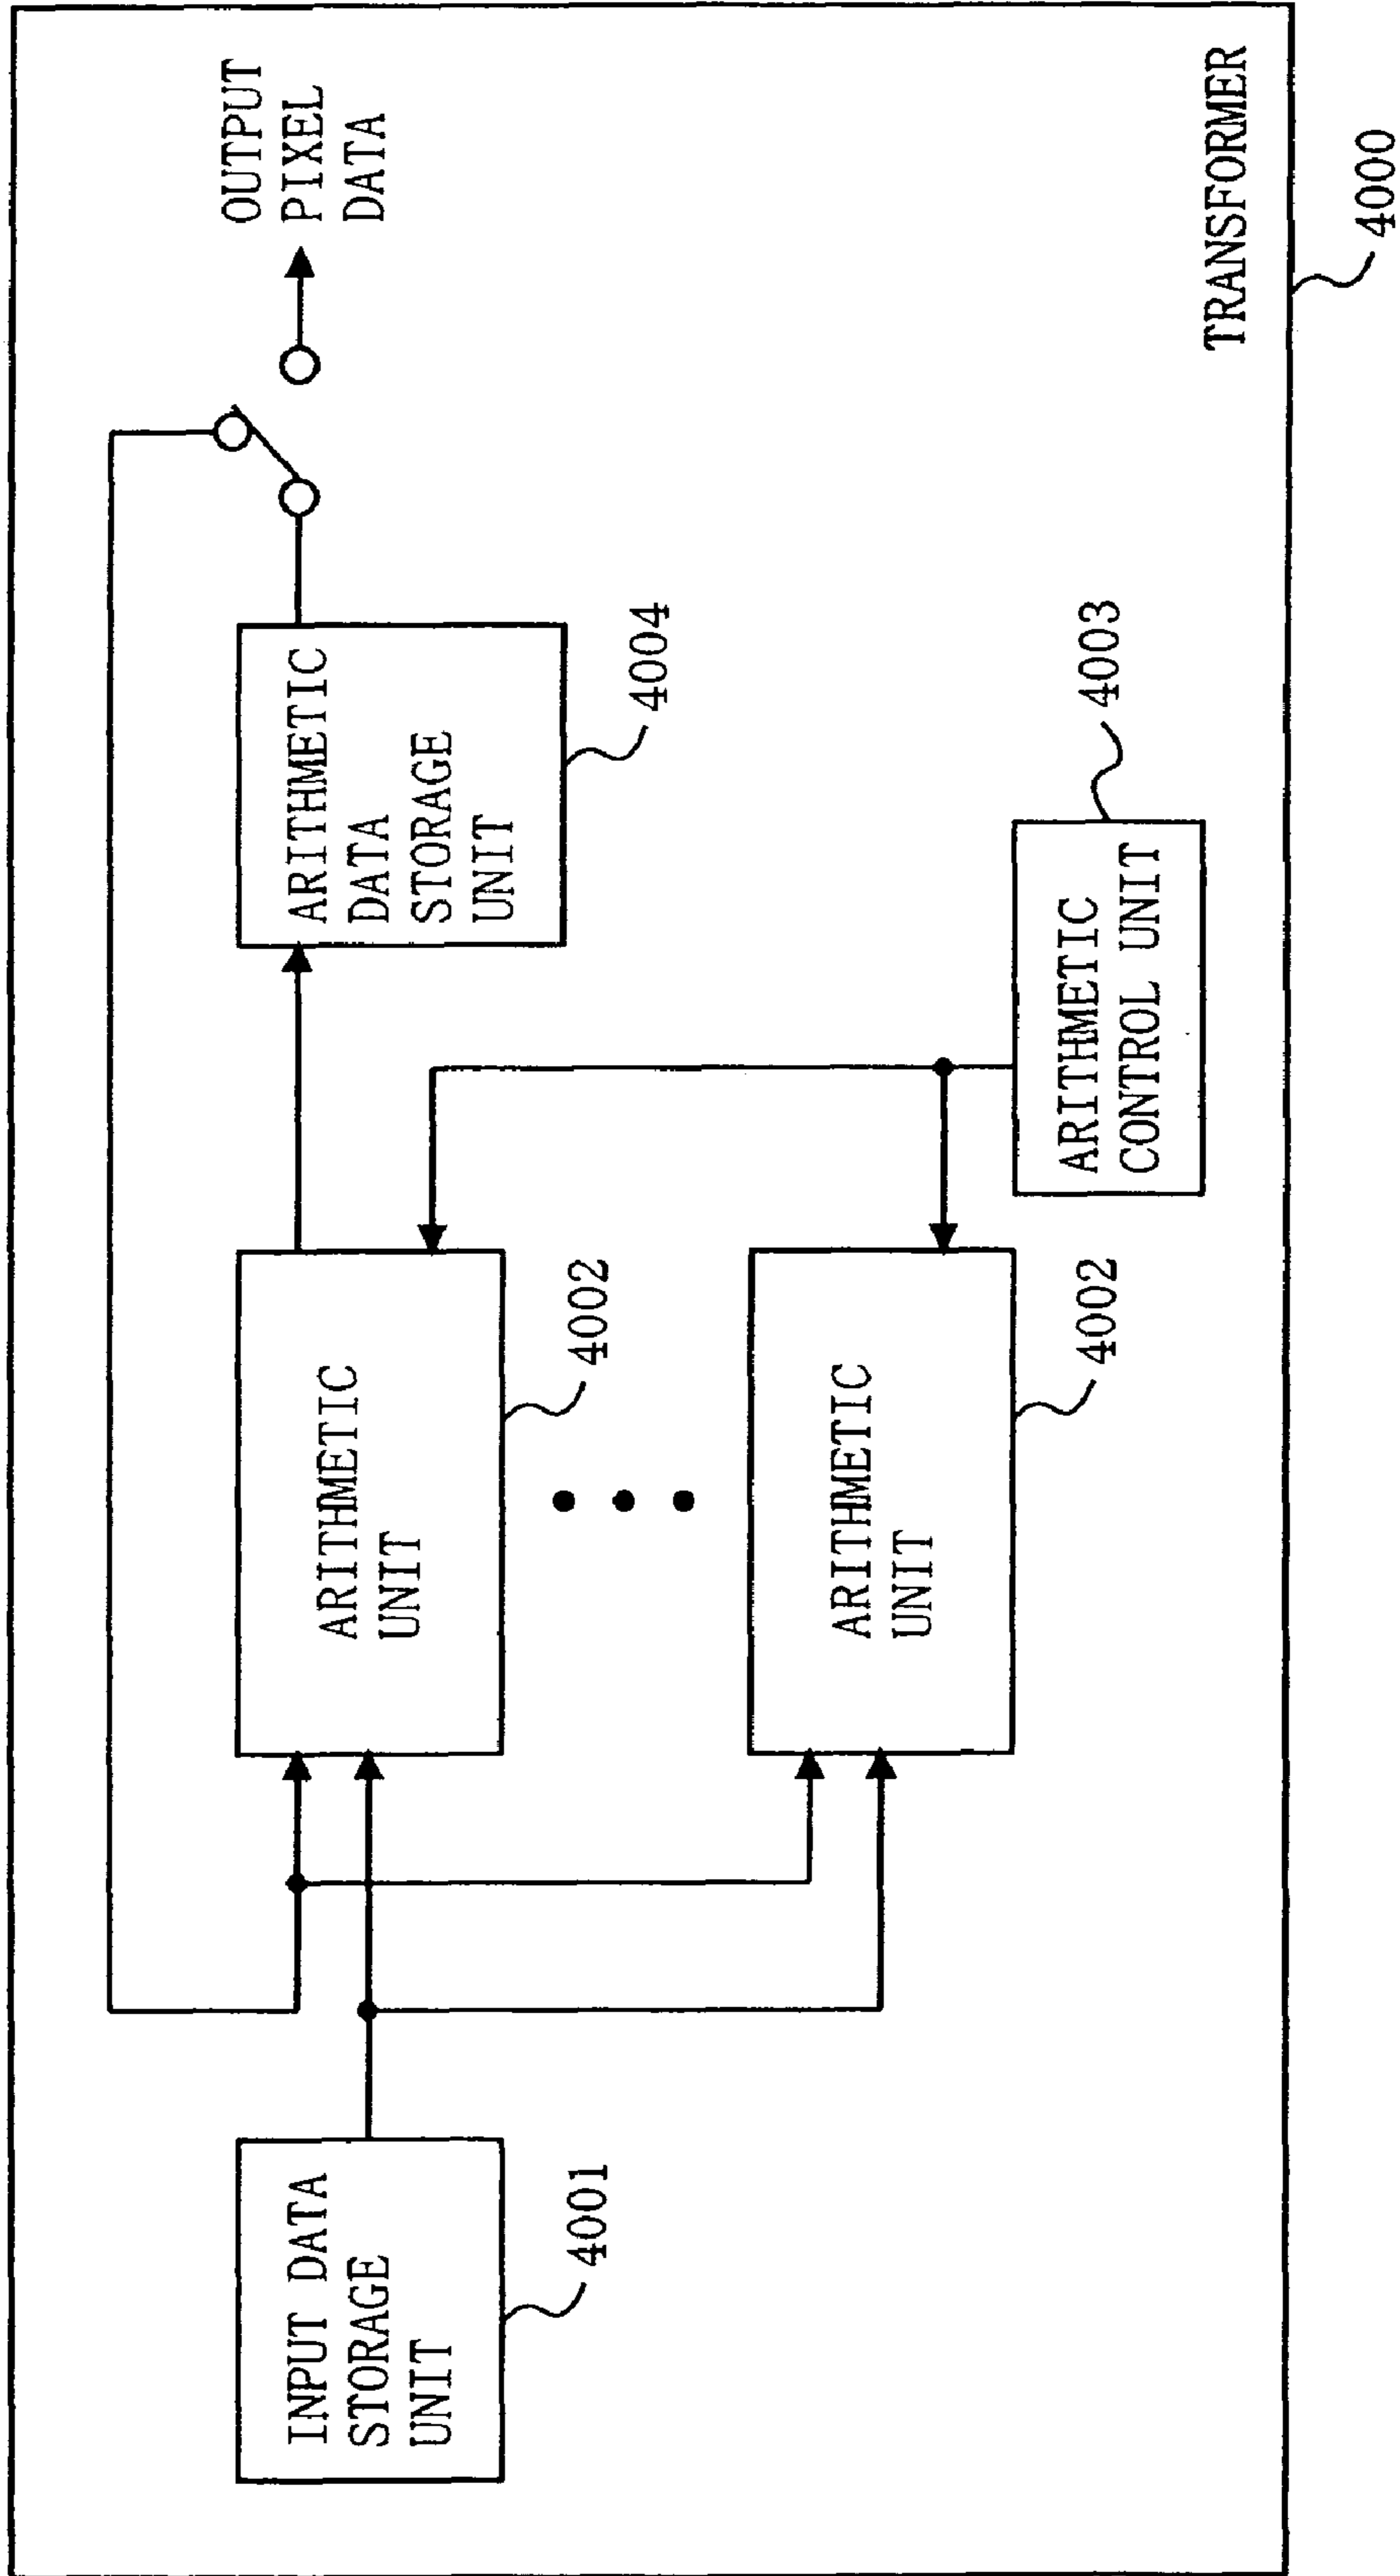 INPUT DATA
STORAGE
UNIT
4001
ARITHMETIC
UNIT
4002
ARITHMETIC
UNIT
4002
ARITHMETIC
DATA
STORAGE
UNIT
4004
ARITHMETIC
CONTROL UNIT
4003
OUTPUT
PIXEL
DATA
TRANSFORMER
4000